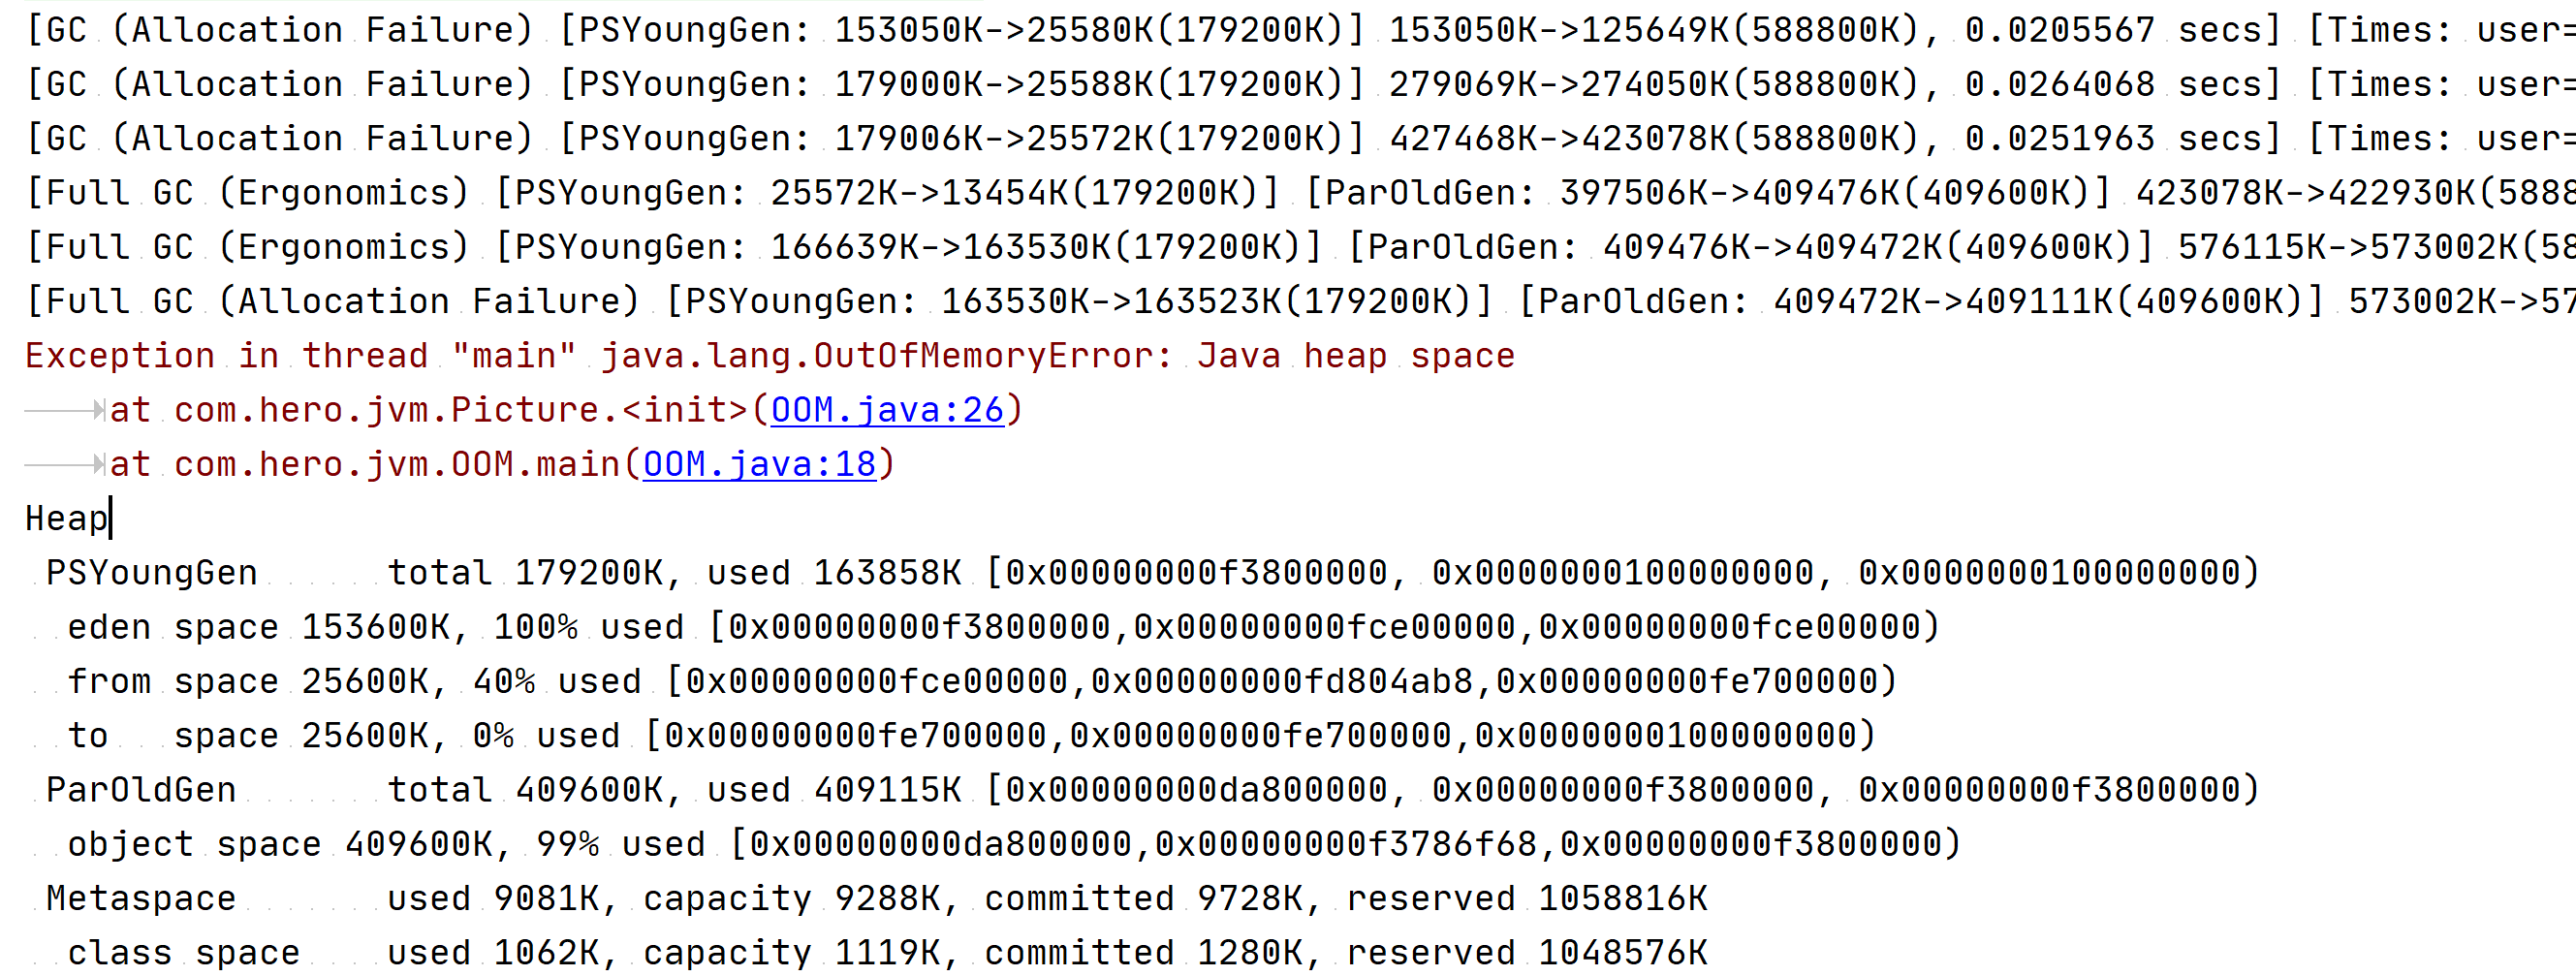 [GC (Allocation Failure) [PSYoungGen: 153050K->25580K(179200K)] 153050K->125649K(588800K), 0.0205567 secs] [Times: user=
[GC (Allocation Failure) [PSYoungGen: 179000K->25588K(179200K)] 279069K->274050K(588800K), 0.0264068 secs] [Times: user=
[GC (Allocation Failure) [PSYoungGen: 179006K->25572K(179200K)] 427468K->423078K(588800K), 0.0251963 secs] [Times: user=
[Full GC (Ergonomics) [PSYoungGen: 25572K->13454K(179200K)] [ParOldGen: 397506K->409476K(409600K)] 423078K->422930K(5888
[Full GC (Ergonomics) [PSYoungGen: 166639K->163530K(179200K)] [ParOldGen: 409476K->409472K(409600K)] 576115K->573002K(58
[Full GC (Allocation Failure) [PSYoungGen: 163530K->163523K(179200K)] [ParOldGen: 409472K->409111K(409600K)] 573002K->57
Exception in thread "main" java.lang.OutOfMemoryError: Java heap space
at com.hero.jvm.Picture.<init>(OOM.java:26)
at com.hero.jvm.OOM.main(OOM.java:18)
Heap
PSYoungGen total 179200K, used 163858K [0x00000000f3800000, 0x0000000100000000, 0x0000000100000000)
eden space 153600K, 100% used [0x00000000f3800000,0x00000000fce00000,0x00000000fce00000)
from space 25600K, 40% used [0x00000000fce00000,0x00000000fd804ab8,0x00000000fe700000)
to space 25600K, 0% used [0x00000000fe700000,0x00000000fe700000,0x0000000100000000)
ParOldGen total 409600K, used 409115K [0x00000000da800000, 0x00000000f3800000, 0x00000000f3800000)
object space 409600K, 99% used [0x00000000da800000,0x00000000f3786f68,0x00000000f3800000)
Metaspace used 9081K, capacity 9288K, committed 9728K, reserved 1058816K
class space used 1062K, capacity 1119K, committed 1280K, reserved 1048576K